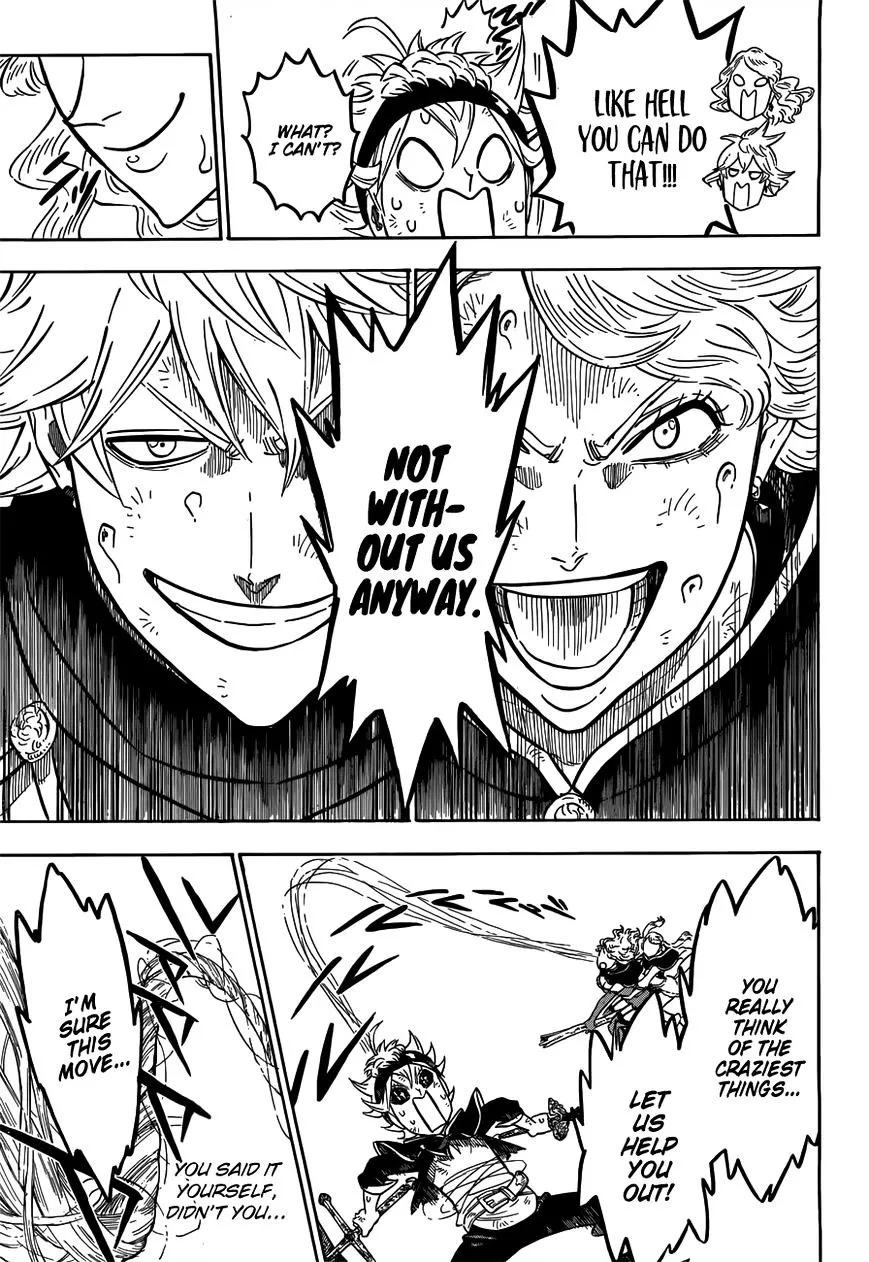 LIKE HELL
YOU CAN DO
THAT!!!
WHAT?
I CAN'T?
NOT
WITH-
OUT US
ANYWAY.
YOU
REALLY
THINK
OF THE
CRAZIEST
THINGS...
LET
US
HELP
YOU
OUT!
I'M
SURE
THIS
MOVE...
YOU SAID IT
YOURSELF,
DIDN'T YOU...